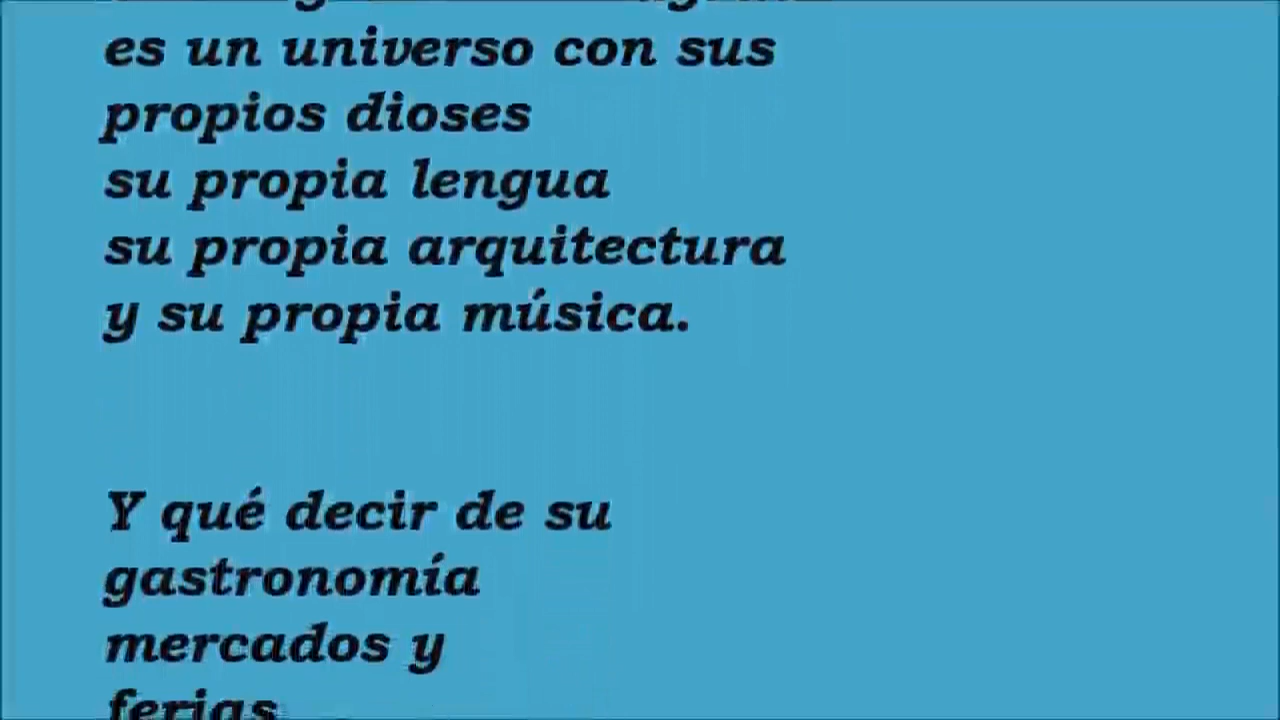 es un universo con sus
propios dioses
su propia lengua
su propia arquitectura
y su propia música.
Y qué decir de su
gastronomía
mercados y
ferias